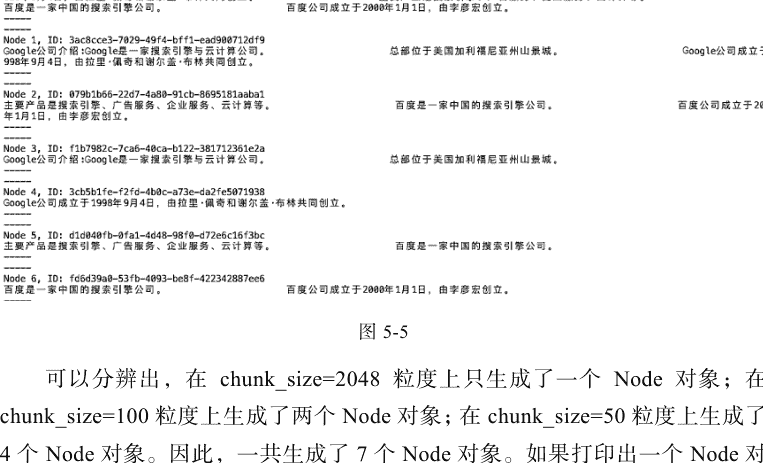 百度是一家中国的搜索引擎公司。 百度公司成立于2000年1月1日，由李彦宏创立。
-----
-----
Node 1, ID: 3ac8cce3-7029-49f4-bff1-ead900712df9
Google公司介绍:Google是一家搜索引擎与云计算公司。 总部位于美国加利福尼亚州山景城。 Google公司成立于
998年9月4日，由拉里·佩奇和谢尔盖·布林共同创立。
-----
-----
Node 2, ID: 079b1b66-22d7-4a80-91cb-8695181aaba1
主要产品是搜索引擎、广告服务、企业服务、云计算等。 百度是一家中国的搜索引擎公司。 百度公司成立于20
年1月1日，由李彦宏创立。
-----
-----
Node 3, ID: f1b7982c-7ca6-40ca-b122-381712361e2a
Google公司介绍:Google是一家搜索引擎与云计算公司。 总部位于美国加利福尼亚州山景城。
-----
-----
Node 4, ID: 3cb5b1fe-f2fd-4b0c-a73e-da2fe5071938
Google公司成立于1998年9月4日，由拉里·佩奇和谢尔盖·布林共同创立。
-----
-----
Node 5, ID: d1d040fb-0fa1-4d48-98f0-d72e6c16f3bc
主要产品是搜索引擎、广告服务、企业服务、云计算等。 百度是一家中国的搜索引擎公司。
-----
-----
Node 6, ID: fd6d39a0-53fb-4093-be8f-422342887ee6
百度是一家中国的搜索引擎公司。 百度公司成立于2000年1月1日，由李彦宏创立。
-----
图 5-5
可以分辨出，在 chunk_size=2048 粒度上只生成了一个 Node 对象；在
chunk_size=100 粒度上生成了两个 Node 对象；在 chunk_size=50 粒度上生成了
4 个 Node 对象。因此，一共生成了 7 个 Node 对象。如果打印出一个 Node 对